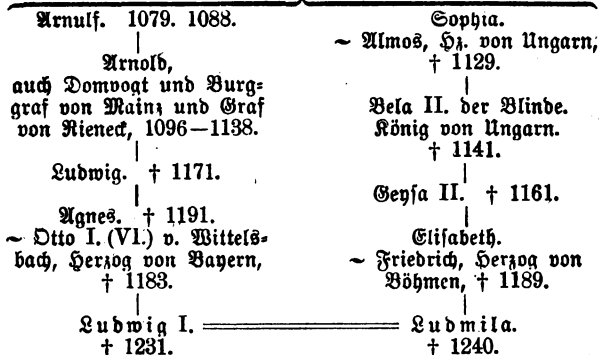 Arnulf. 1079. 1088.
Arnold,
auch Domvogt und Burg=
graf von Mainz und Graf
von Rieneck, 1096—1138.
Ludwig. † 1171.
Agnes. † 1191.
~ Otto I. (VI.) v. Wittels=
bach, Herzog von Bayern,
† 1183.
Ludwig I.
† 1231.
Sophia.
~ Almos, Hz. von Ungarn,
† 1129.
Bela II. der Blinde.
König von Ungarn.
† 1141.
Geysa II. † 1161.
Elisabeth.
~ Friedrich, Herzog von
Böhmen, † 1189.
Ludmila.
† 1240.